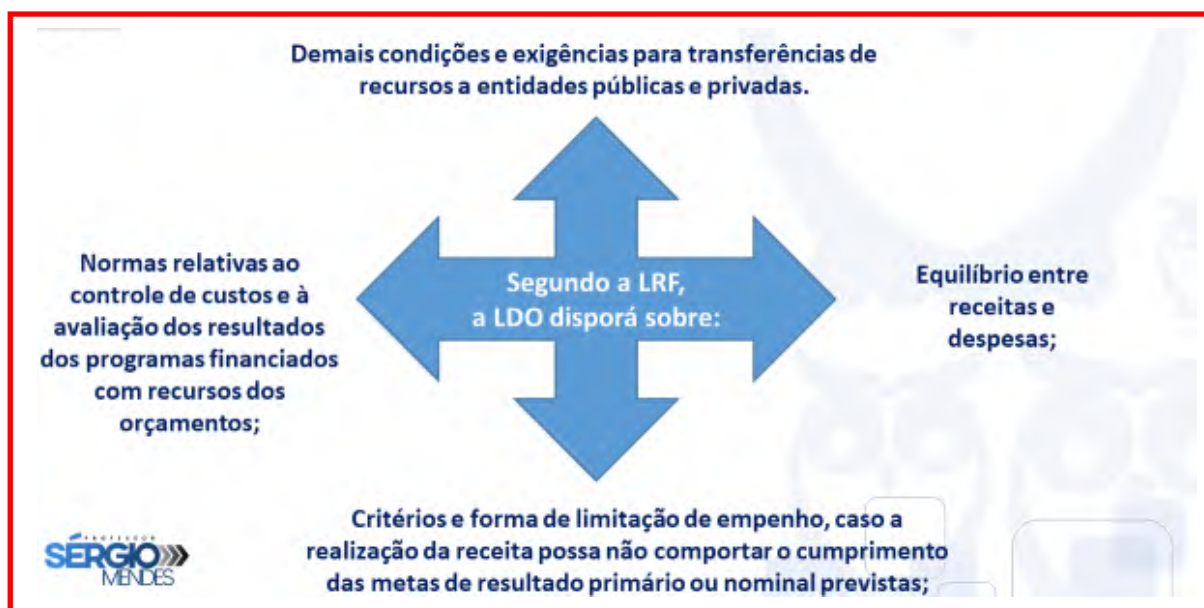 Demais condições e exigências para transferências de
recursos a entidades públicas e privadas.
Normas relativas ao
controle de custos e à
avaliação dos resultados
dos programas financiados
com recursos dos
orçamentos;
Segundo a LRF,
a LDO disporá sobre:
Equilíbrio entre
receitas e
despesas;
Critérios e forma de limitação de empenho, caso a
realização da receita possa não comportar o cumprimento
das metas de resultado primário ou nominal previstas;
PROFESSOR
SÉRGIO
MENDES